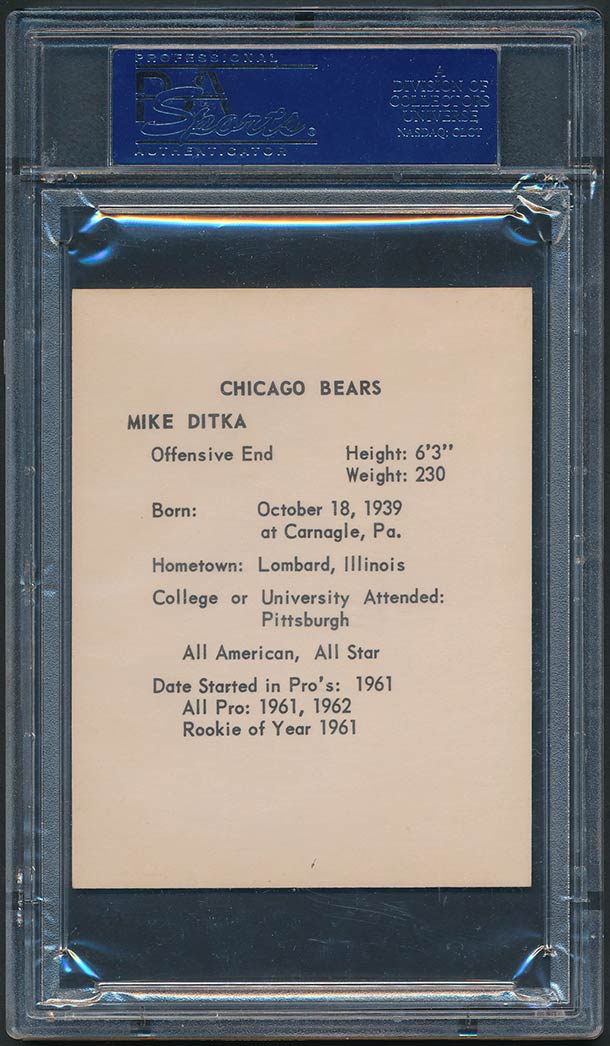 PROFESSIONAL
PSA
Sports
AUTHENTICATOR
A
DIVISION OF
COLLECTORS
UNIVERSE
NASDAQ: CLCT
CHICAGO BEARS
MIKE DITKA
Offensive End Height: 6'3"
Weight: 230
Born: October 18, 1939
at Carnagle, Pa.
Hometown: Lombard, Illinois
College or University Attended:
Pittsburgh
All American, All Star
Date Started in Pro's: 1961
All Pro: 1961, 1962
Rookie of Year 1961